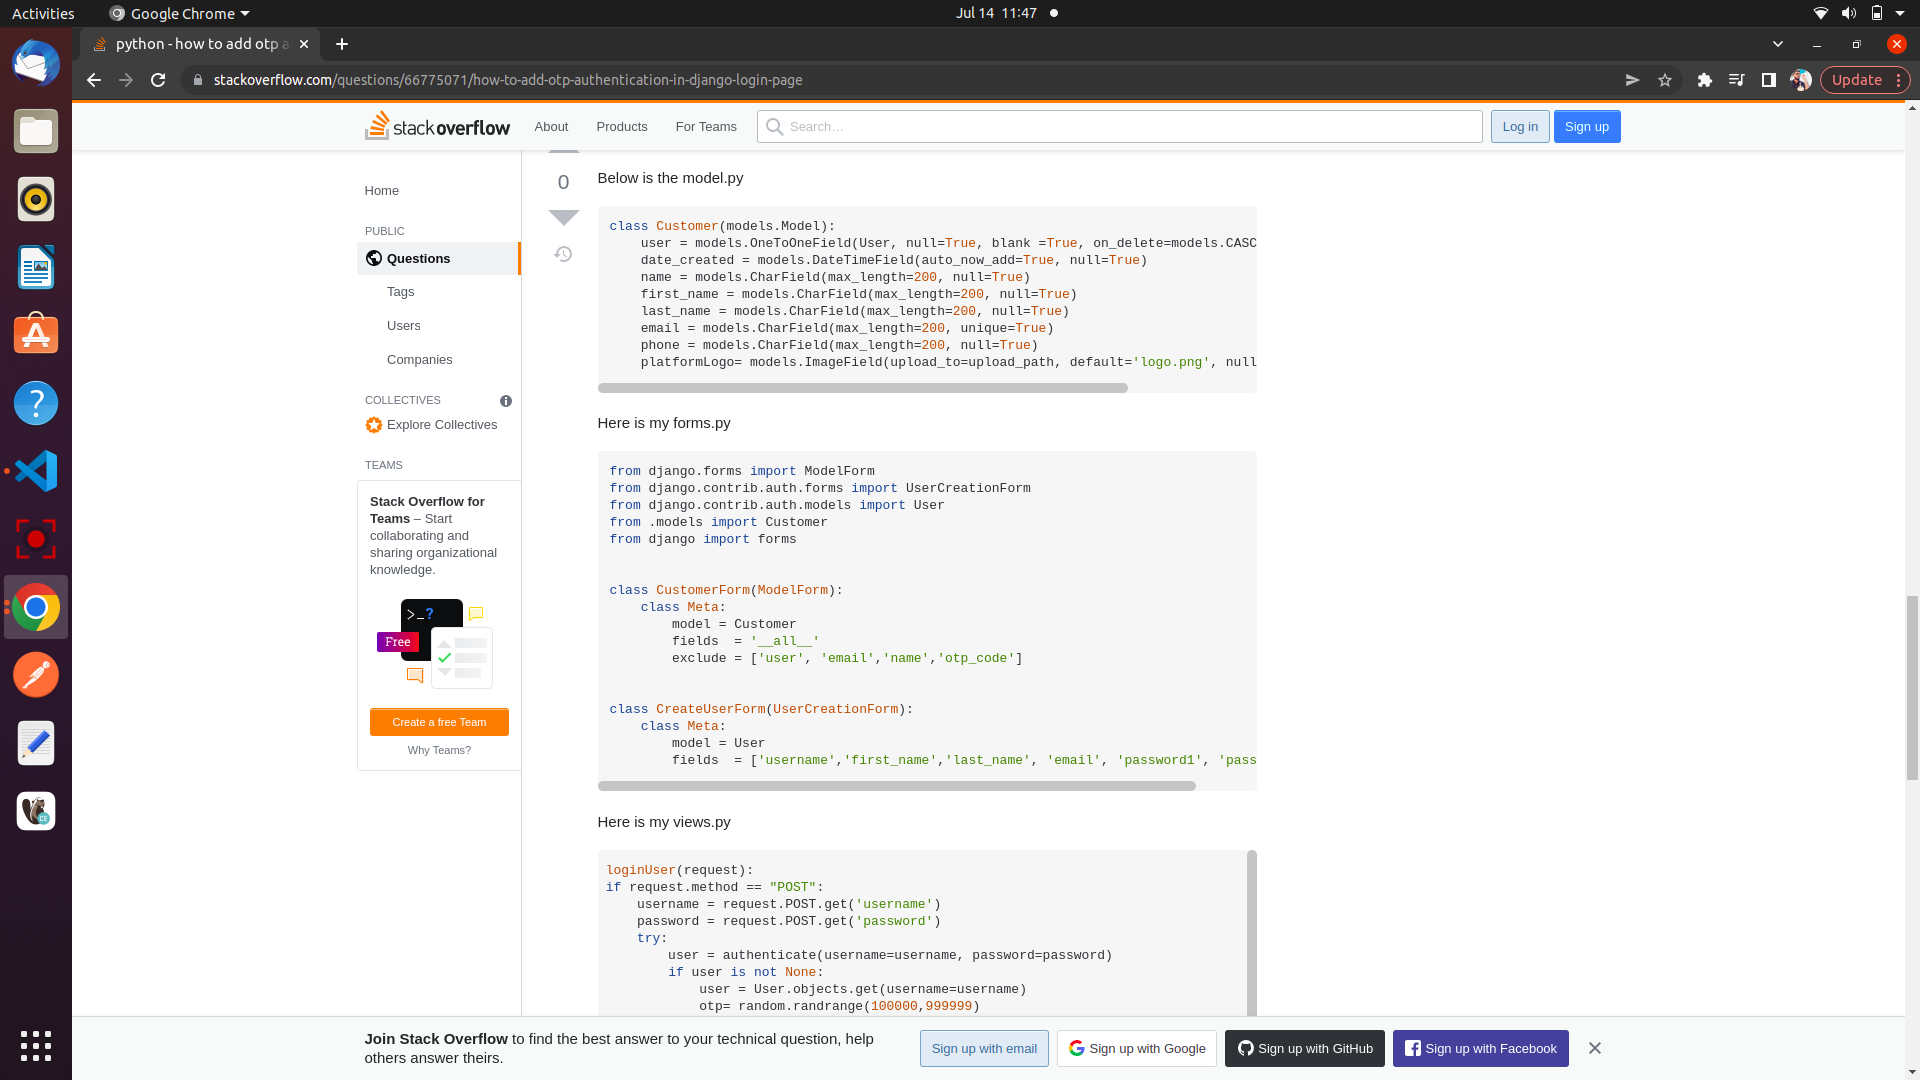 Activities
Google Chrome
Jul 14 11:47
python - how to add otp a
stackoverflow.com/questions/66775071/how-to-add-otp-authentication-in-django-login-page
Update
stackoverflow
About
Products
For Teams
Search…
Log in
Sign up
Home
PUBLIC
Questions
Tags
Users
Companies
COLLECTIVES
Explore Collectives
TEAMS
Stack Overflow for
Teams – Start
collaborating and
sharing organizational
knowledge.
>_?
Free
Create a free Team
Why Teams?
0
Below is the model.py
class Customer(models.Model):
    user = models.OneToOneField(User, null=True, blank =True, on_delete=models.CASC
    date_created = models.DateTimeField(auto_now_add=True, null=True)
    name = models.CharField(max_length=200, null=True)
    first_name = models.CharField(max_length=200, null=True)
    last_name = models.CharField(max_length=200, null=True)
    email = models.CharField(max_length=200, unique=True)
    phone = models.CharField(max_length=200, null=True)
    platformLogo= models.ImageField(upload_to=upload_path, default='logo.png', null
Here is my forms.py
from django.forms import ModelForm
from django.contrib.auth.forms import UserCreationForm
from django.contrib.auth.models import User
from .models import Customer
from django import forms
class CustomerForm(ModelForm):
    class Meta:
        model = Customer
        fields  = '__all__'
        exclude = ['user', 'email','name','otp_code']
class CreateUserForm(UserCreationForm):
    class Meta:
        model = User
        fields  = ['username','first_name','last_name', 'email', 'password1', 'pass
Here is my views.py
loginUser(request):
if request.method == "POST":
    username = request.POST.get('username')
    password = request.POST.get('password')
    try:
        user = authenticate(username=username, password=password)
        if user is not None:
            user = User.objects.get(username=username)
            otp= random.randrange(100000,999999)
Join Stack Overflow to find the best answer to your technical question, help
others answer theirs.
Sign up with email
Sign up with Google
Sign up with GitHub
Sign up with Facebook